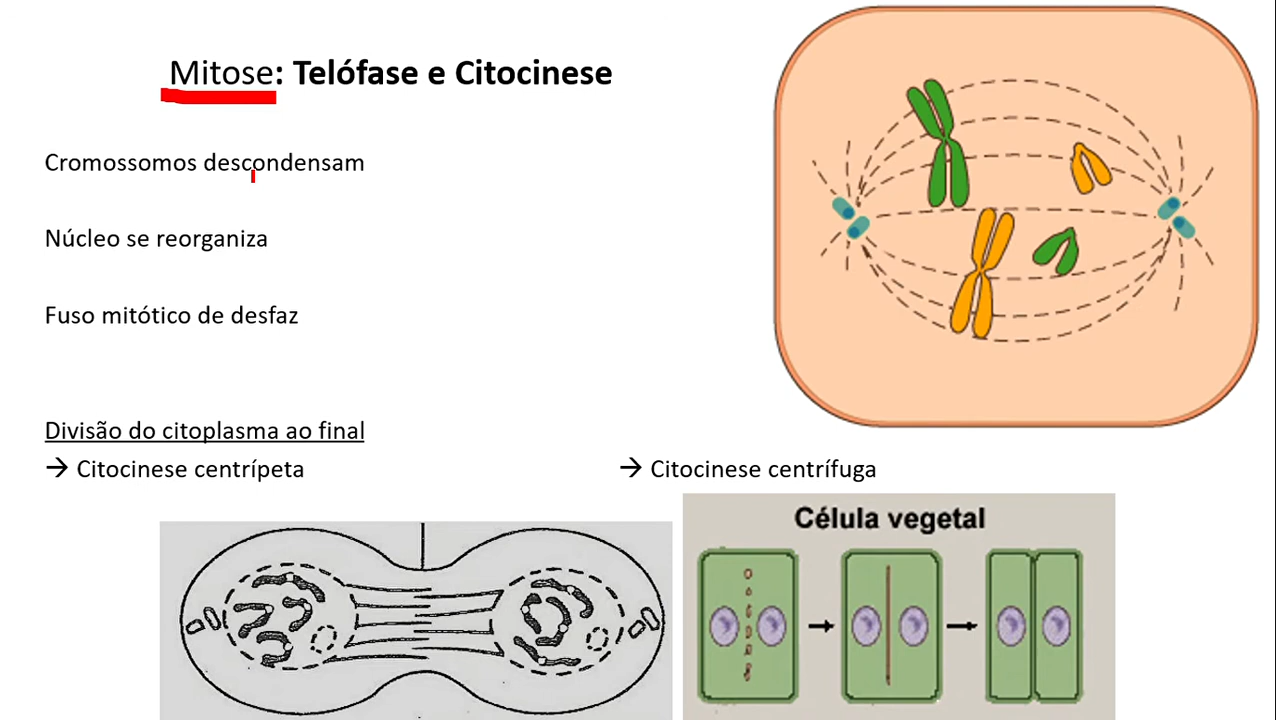 Mitose: Telófase e Citocinese
Cromossomos descondensam
Núcleo se reorganiza
Fuso mitótico de desfaz
Divisão do citoplasma ao final
→ Citocinese centrípeta
→ Citocinese centrífuga
Célula vegetal